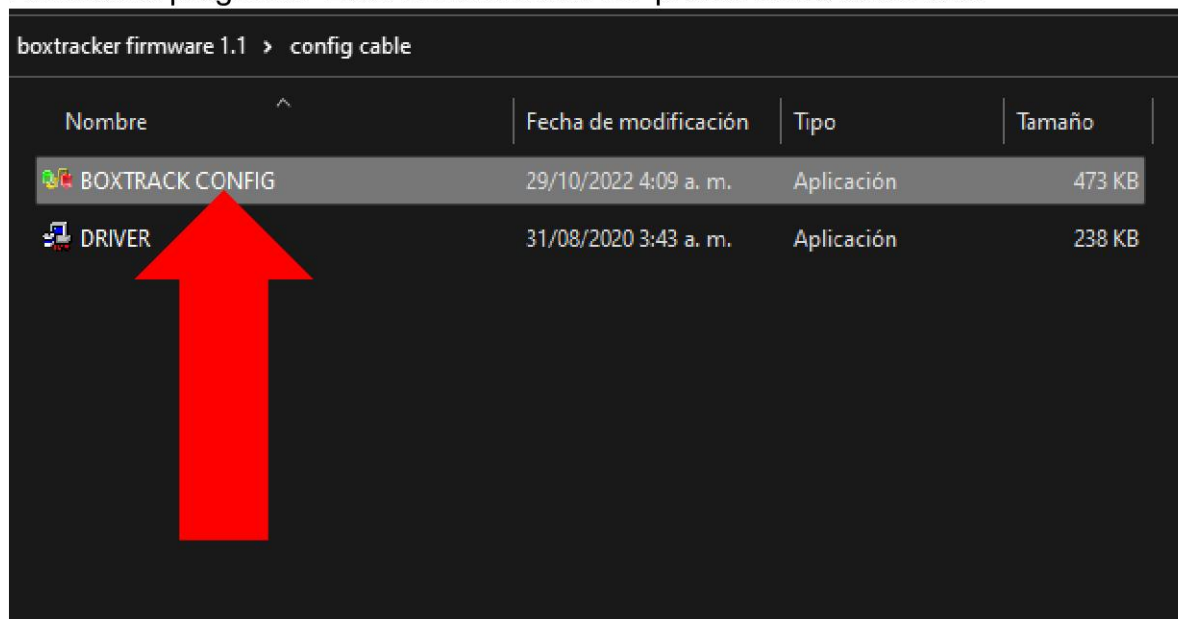 boxtracker firmware 1.1 > config cable
Nombre Fecha de modificación Tipo Tamaño
BOXTRACK CONFIG 29/10/2022 4:09 a. m. Aplicación 473 KB
DRIVER 31/08/2020 3:43 a. m. Aplicación 238 KB